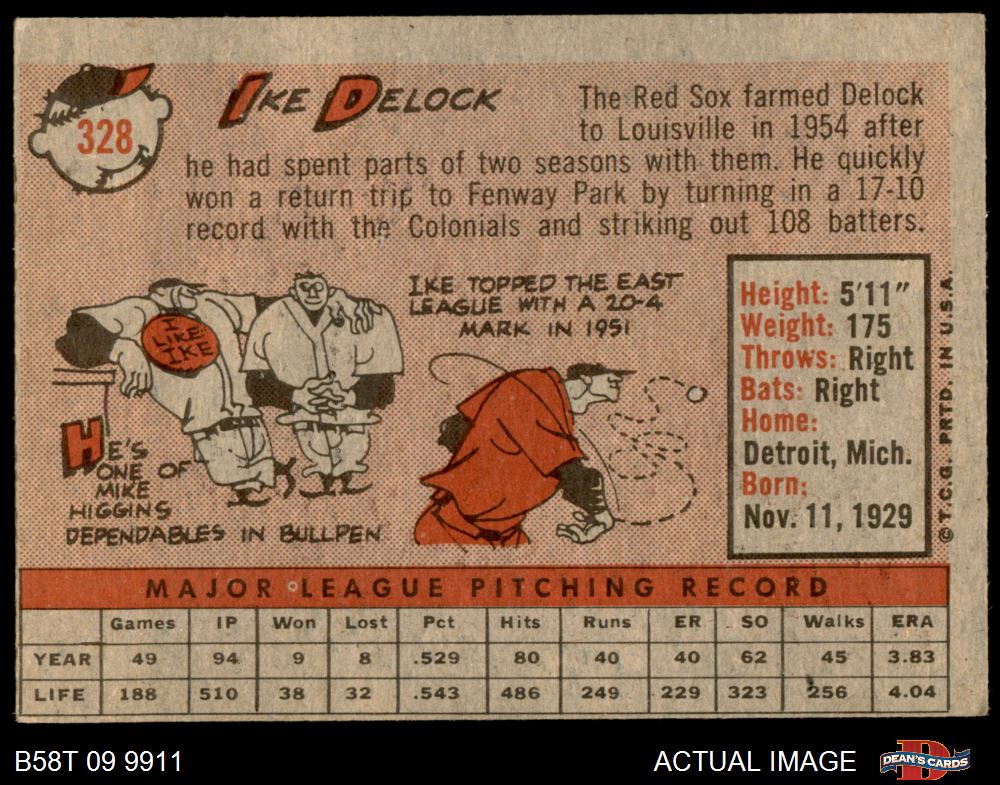 328
IKE DELOCK
The Red Sox farmed Delock
to Louisville in 1954 after
he had spent parts of two seasons with them. He quickly
won a return trip to Fenway Park by turning in a 17-10
record with the Colonials and striking out 108 batters.
I
LIKE
IKE
HE'S
ONE OF
MIKE
HIGGINS
DEPENDABLES IN BULLPEN
IKE TOPPED THE EAST
LEAGUE WITH A 20-4
MARK IN 1951
Height: 5'11"
Weight: 175
Throws: Right
Bats: Right
Home:
Detroit, Mich.
Born:
Nov. 11, 1929
© T.C.G. PRTD. IN U.S.A.
MAJOR LEAGUE PITCHING RECORD
Games IP Won Lost Pct Hits Runs ER SO Walks ERA
YEAR 49 94 9 8 .529 80 40 40 62 45 3.83
LIFE 188 510 38 32 .543 486 249 229 323 256 4.04
B58T 09 9911
ACTUAL IMAGE
D
DEAN'S CARDS